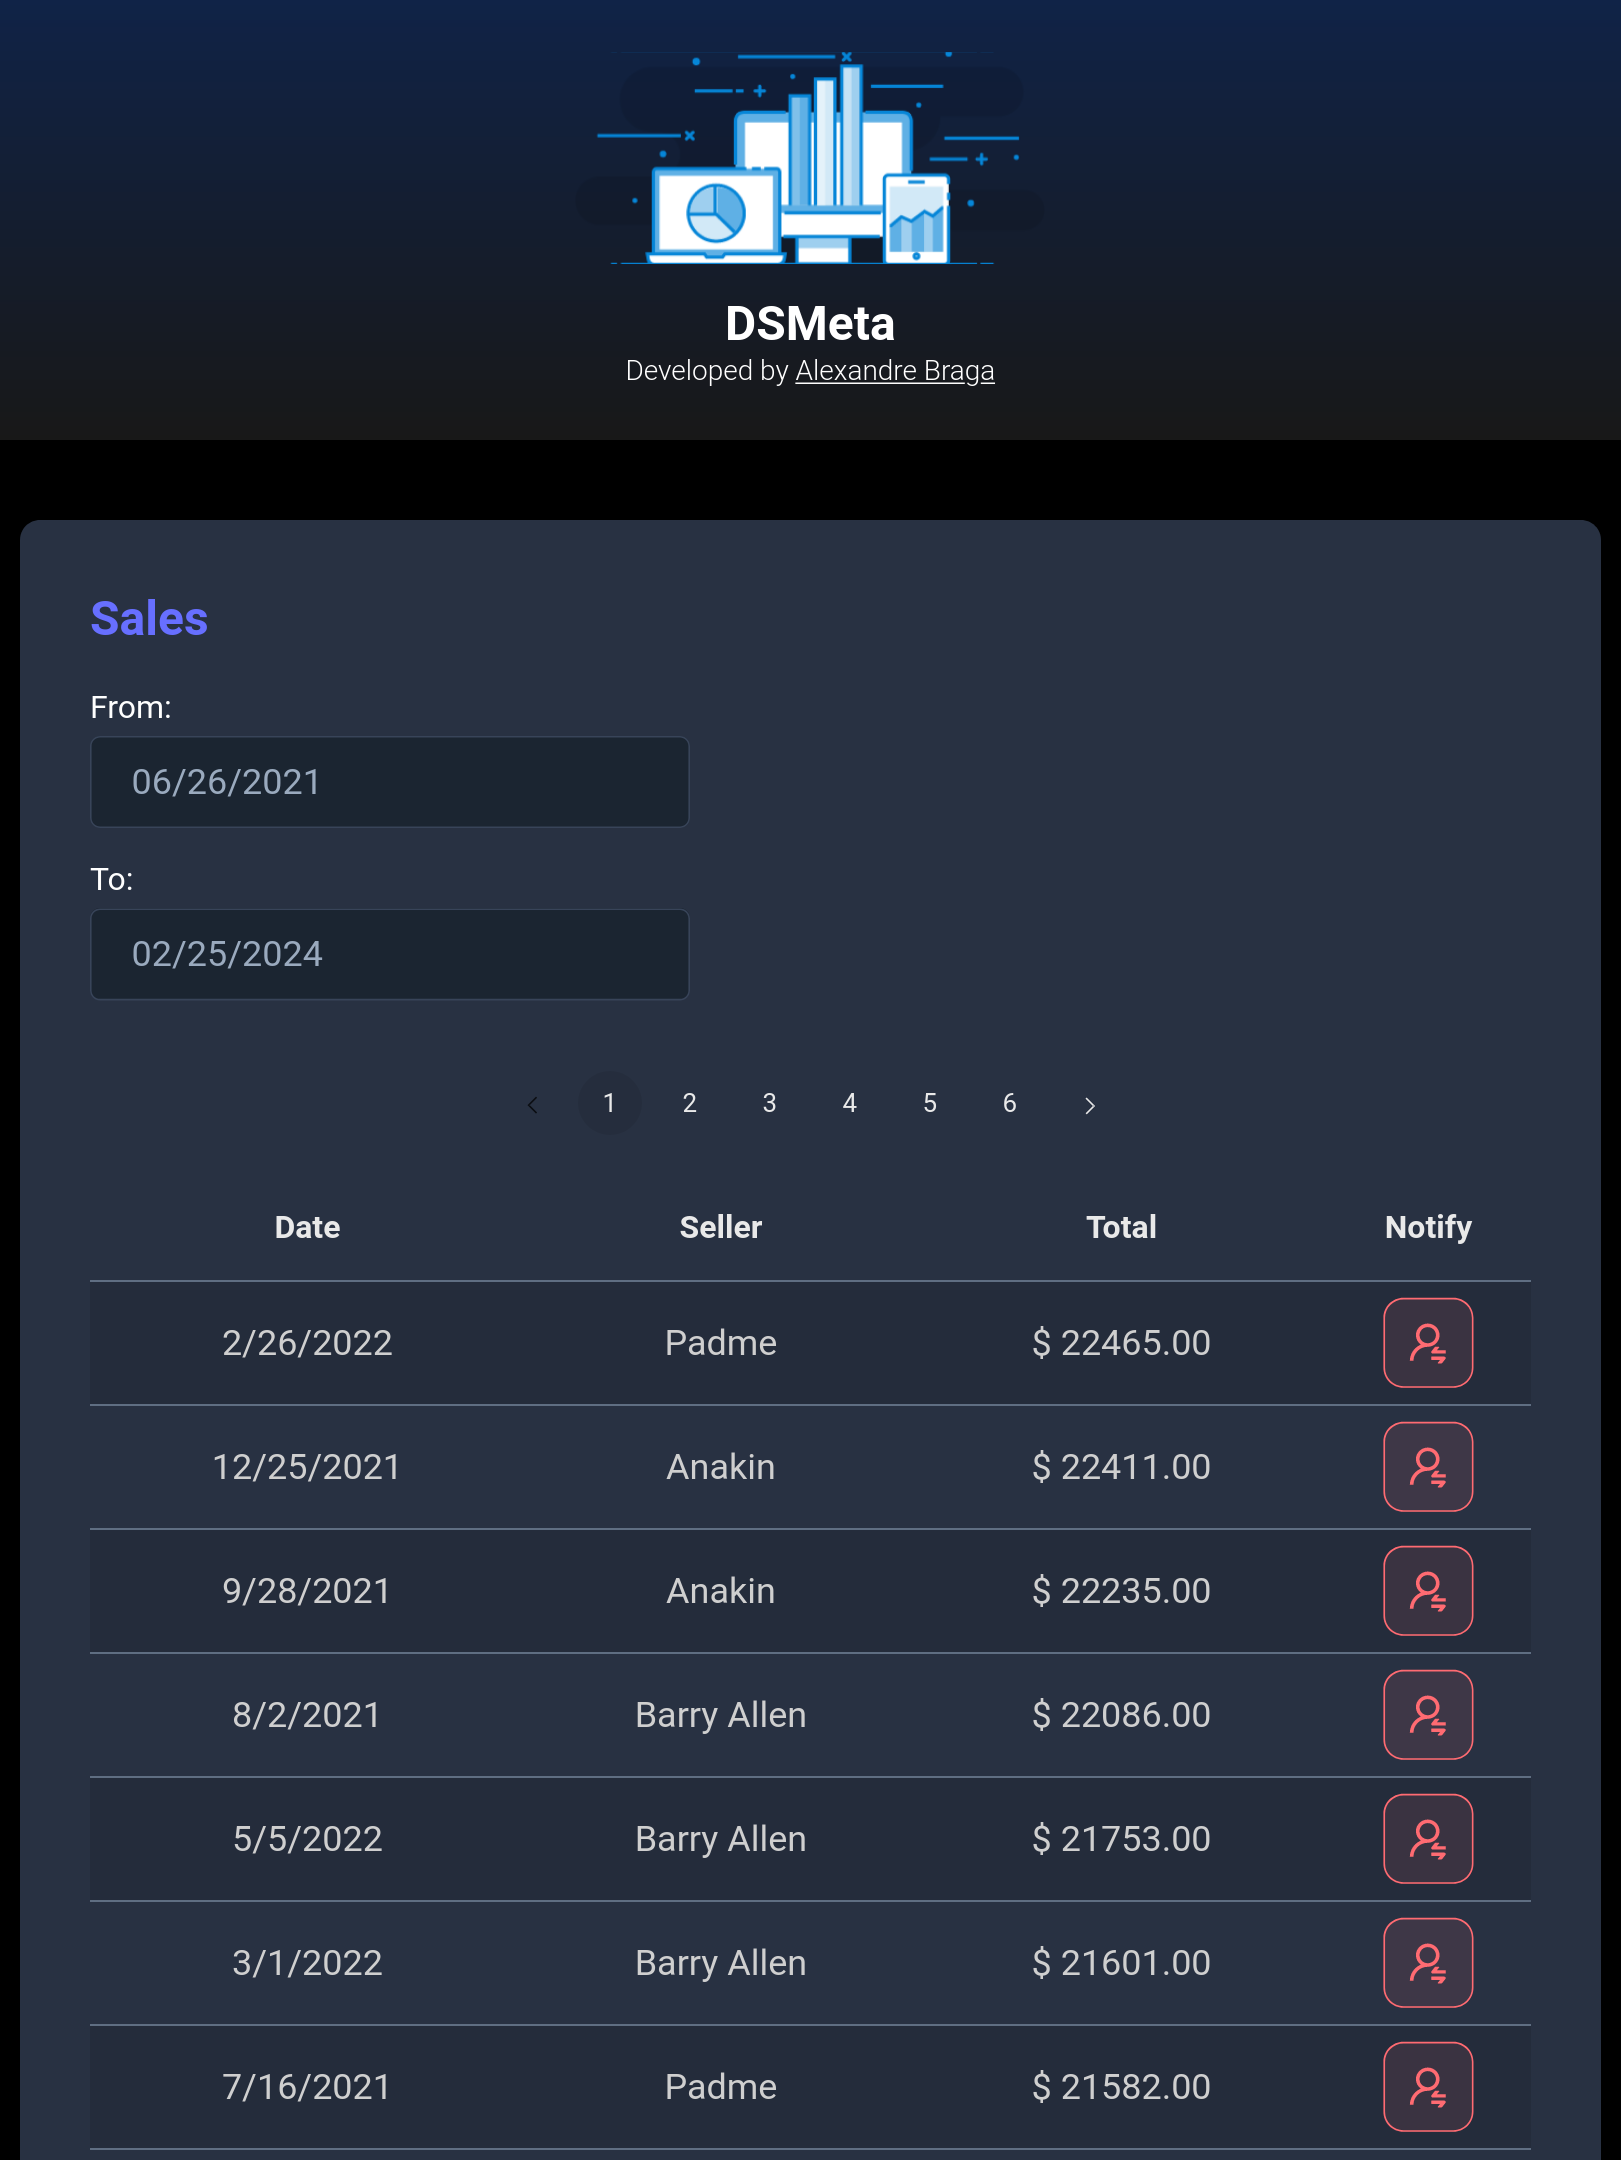 DSMeta
Developed by Alexandre Braga
Sales
From:
06/26/2021
To:
02/25/2024
1 2 3 4 5 6
Date Seller Total Notify
2/26/2022 Padme $ 22465.00
12/25/2021 Anakin $ 22411.00
9/28/2021 Anakin $ 22235.00
8/2/2021 Barry Allen $ 22086.00
5/5/2022 Barry Allen $ 21753.00
3/1/2022 Barry Allen $ 21601.00
7/16/2021 Padme $ 21582.00